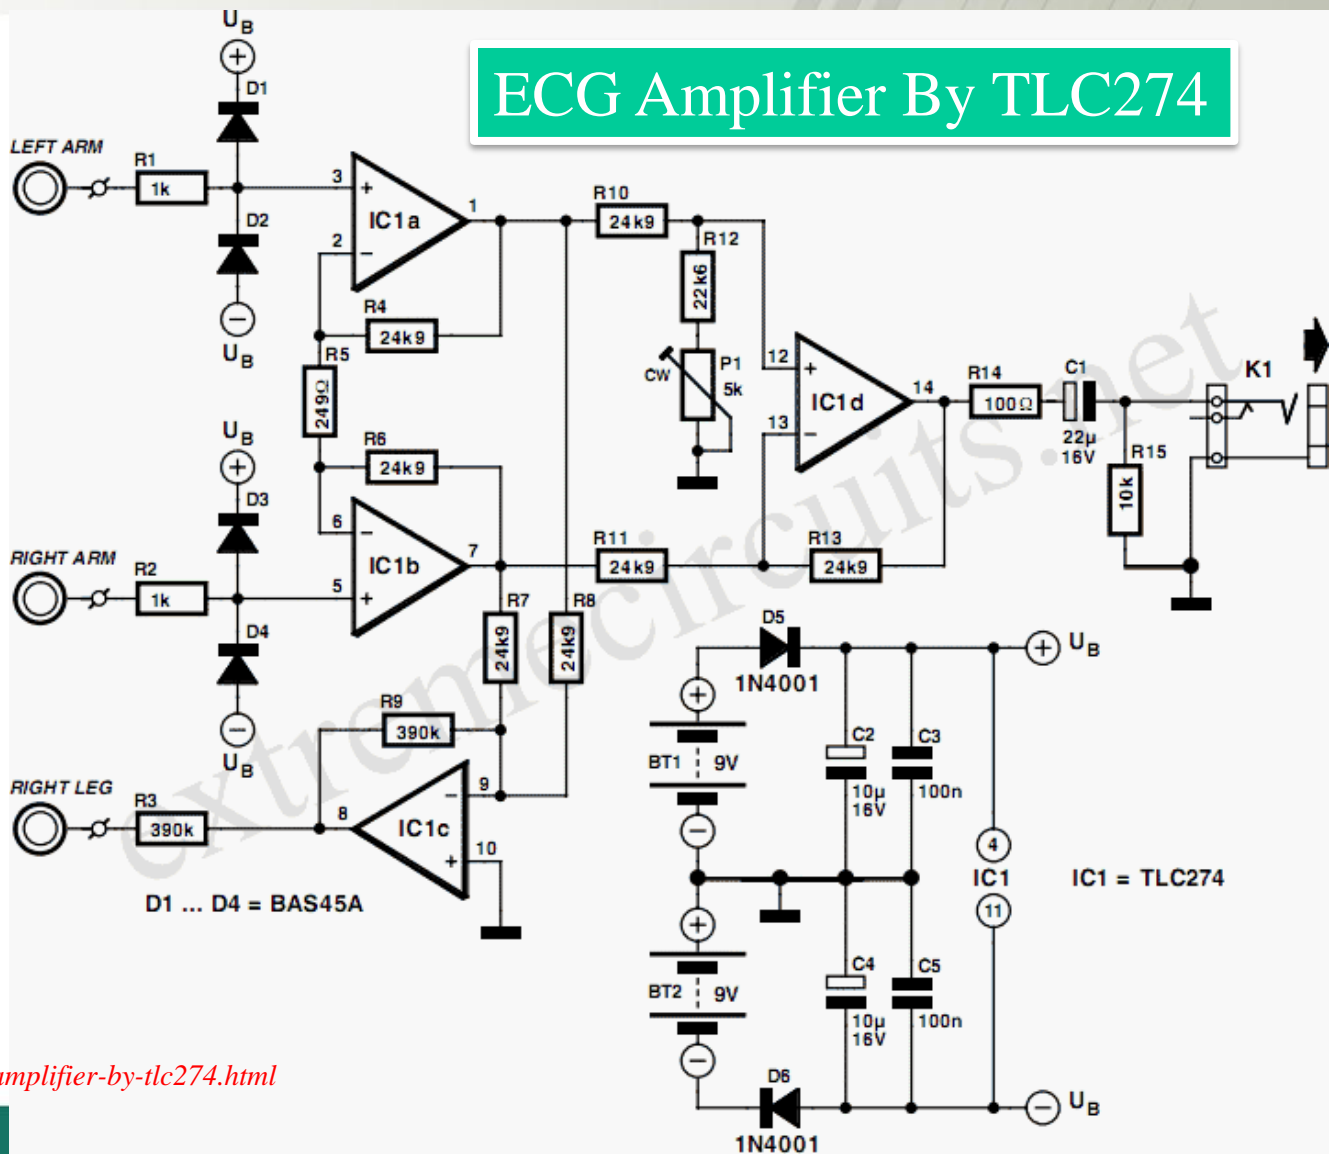 ECG Amplifier By TLC274
UB
D1
LEFT ARM
R1
1k
3
+
IC1a
1
2
−
D2
UB
R4
24k9
R5
249Ω
R10
24k9
R12
22k6
P1
5k
CW
12
+
IC1d
14
13
−
R14
100Ω
C1
22μ
16V
R15
10k
K1
UB
D3
R6
24k9
6
−
IC1b
7
5
+
RIGHT ARM
R2
1k
D4
UB
R11
24k9
R13
24k9
R7
24k9
R8
24k9
R9
390k
RIGHT LEG
R3
390k
8
IC1c
9
−
10
+
D1 ... D4 = BAS45A
D5
1N4001
+ UB
BT1
9V
C2
10μ
16V
C3
100n
4
IC1
11
IC1 = TLC274
BT2
9V
C4
10μ
16V
C5
100n
D6
1N4001
− UB
extremecircuits.net
amplifier-by-tlc274.html